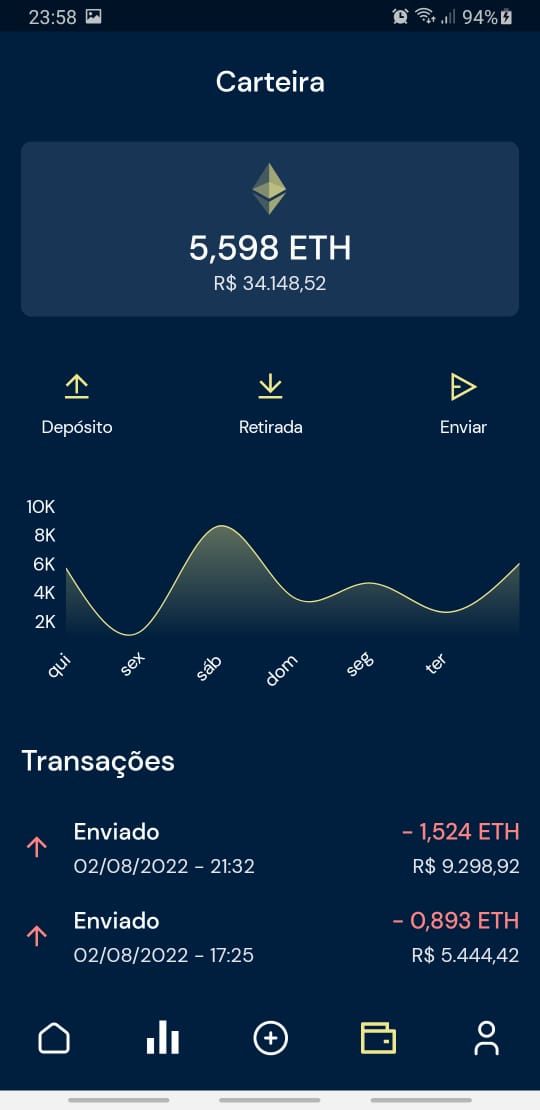 23:58 94%
Carteira
5,598 ETH
R$ 34.148,52
Depósito Retirada Enviar
10K
8K
6K
4K
2K
qui sex sáb dom seg ter
Transações
Enviado – 1,524 ETH
02/08/2022 – 21:32 R$ 9.298,92
Enviado – 0,893 ETH
02/08/2022 – 17:25 R$ 5.444,42